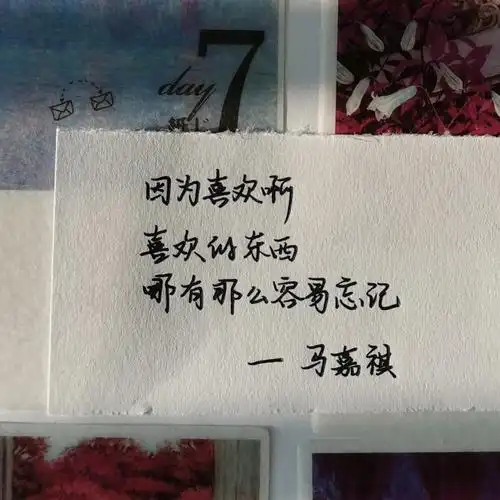 day 7
因为喜欢啊
喜欢的东西
哪有那么容易忘记
— 马嘉祺